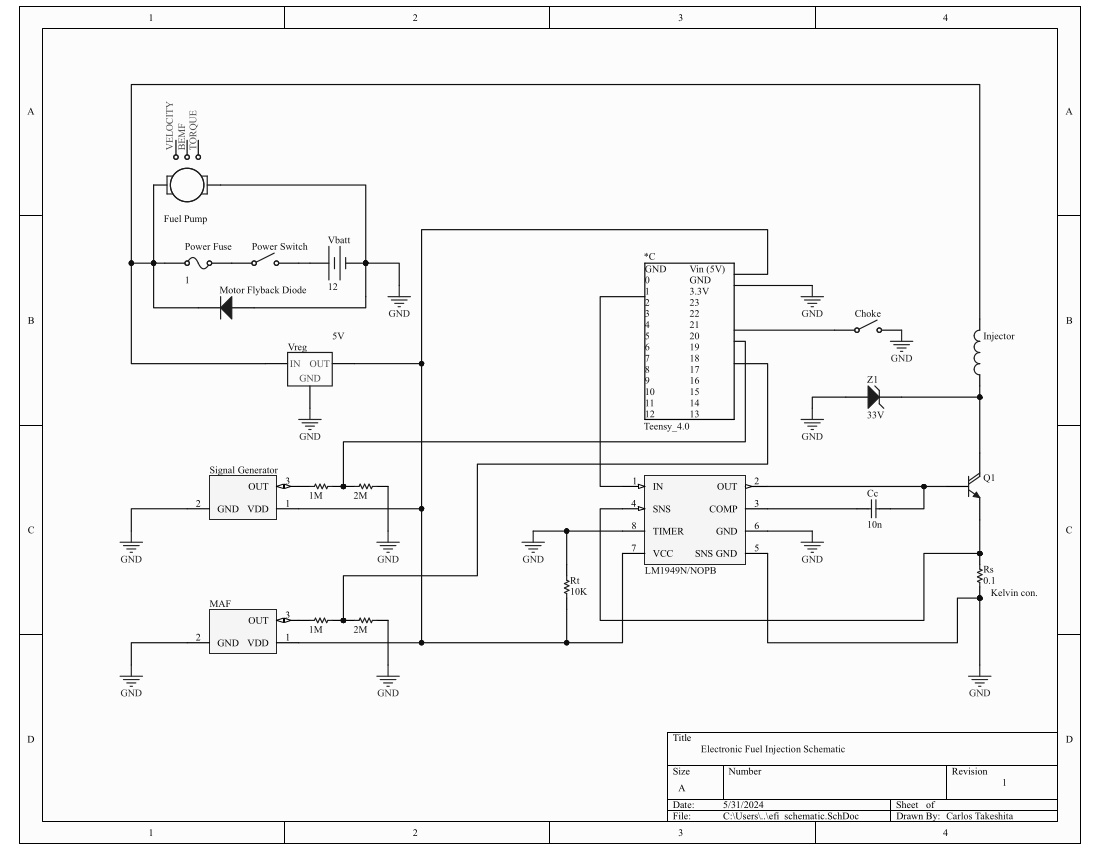 1 2 3 4
A A
VELOCITY
BEMF
TORQUE
Fuel Pump
Power Fuse Power Switch Vbatt
1 12
Motor Flyback Diode
GND
B B
5V
Vreg
IN OUT
GND
GND
*C
GND Vin (5V)
0 GND
1 3.3V
2 23
3 22
4 21
5 20
6 19
7 18
8 17
9 16
10 15
11 14
12 13
Teensy_4.0
GND
Choke
GND
Injector
Z1
33V
GND
C C
Signal Generator
OUT 3
2 GND VDD 1
1M 2M
GND GND
1 IN OUT 2
4 SNS COMP 3
8 TIMER GND 6
7 VCC SNS GND 5
LM1949N/NOPB
Cc
10n
Q1
GND
GND
Rt
10K
Rs
0.1
Kelvin con.
MAF
OUT 3
2 GND VDD 1
1M 2M
GND GND
GND
D D
Title
Electronic Fuel Injection Schematic
Size Number Revision
A 1
Date: 5/31/2024 Sheet of
File: C:\Users\..\efi schematic.SchDoc Drawn By: Carlos Takeshita
1 2 3 4